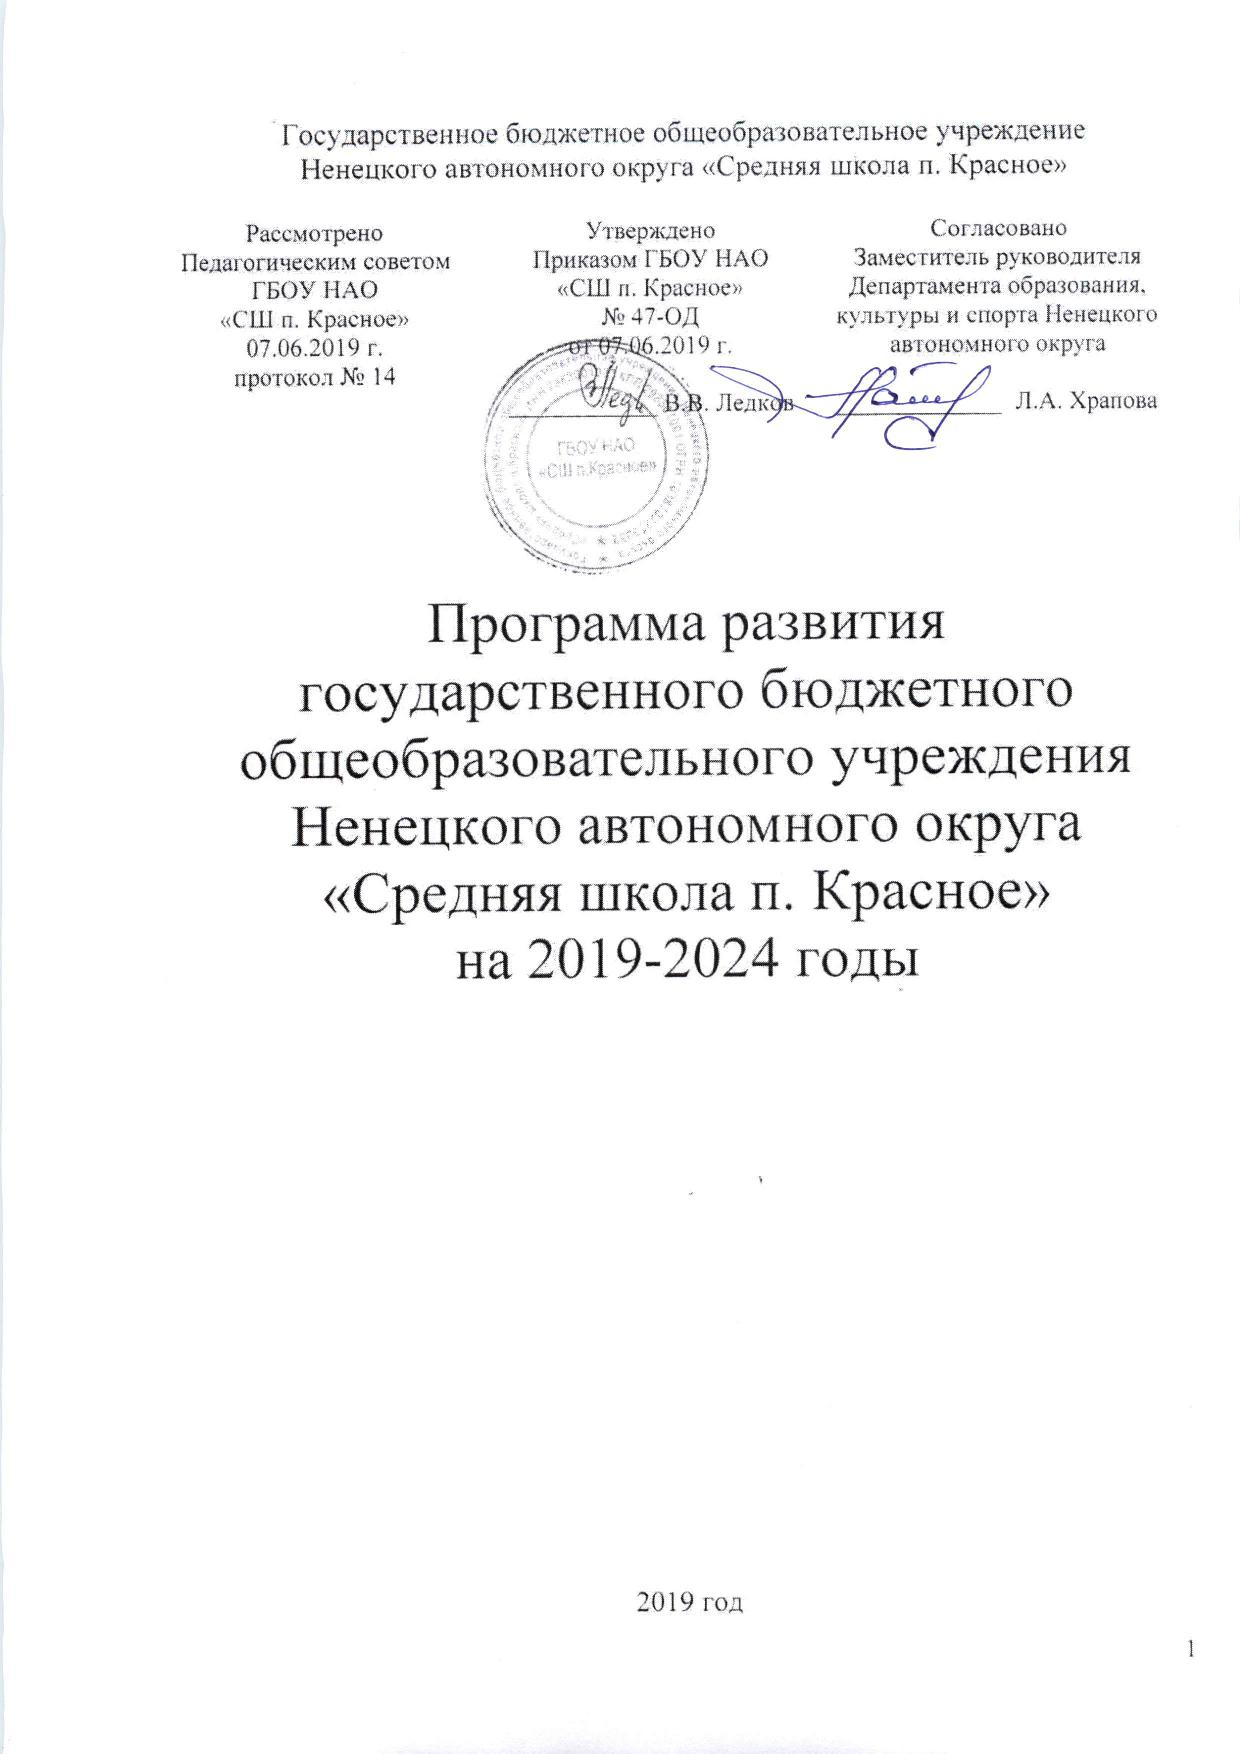 Государственное бюджетное общеобразовательное учреждение
Ненецкого автономного округа «Средняя школа п. Красное»
Рассмотрено
Педагогическим советом
ГБОУ НАО
«СШ п. Красное»
07.06.2019 г.
протокол № 14
Утверждено
Приказом ГБОУ НАО
«СШ п. Красное»
№ 47-ОД
от 07.06.2019 г.
В.В. Ледков
Согласовано
Заместитель руководителя
Департамента образования,
культуры и спорта Ненецкого
автономного округа
Л.А. Храпова
ГБОУ НАО
«СШ п.Красное»
Программа развития
государственного бюджетного
общеобразовательного учреждения
Ненецкого автономного округа
«Средняя школа п. Красное»
на 2019-2024 годы
2019 год
1